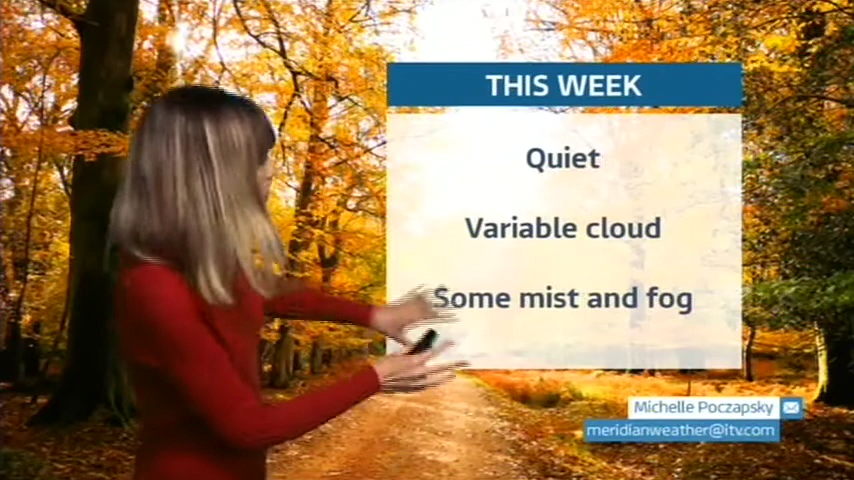 THIS WEEK
Quiet
Variable cloud
Some mist and fog
Michelle Poczapsky
meridianweather@itv.com